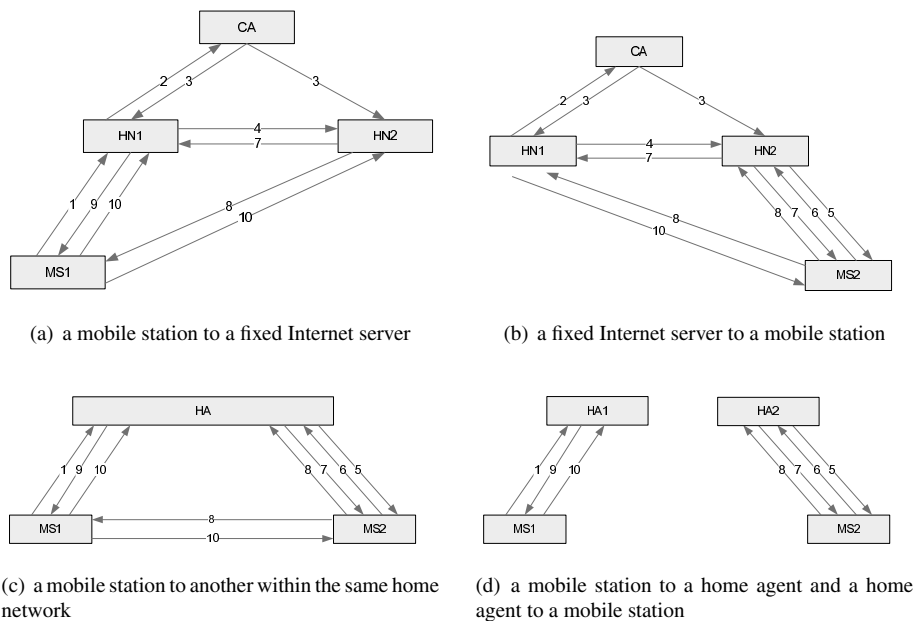 CA
CA
2
3
3
2
3
3
HN1
4
7
HN2
HN1
4
7
HN2
1
9
10
8
10
8
10
8
7
6
5
MS1
MS2
(a) a mobile station to a fixed Internet server
(b) a fixed Internet server to a mobile station
HA
HA1
HA2
1
9
10
8
7
6
5
1
9
10
8
7
6
5
MS1
8
10
MS2
MS1
MS2
(c) a mobile station to another within the same home
network
(d) a mobile station to a home agent and a home
agent to a mobile station